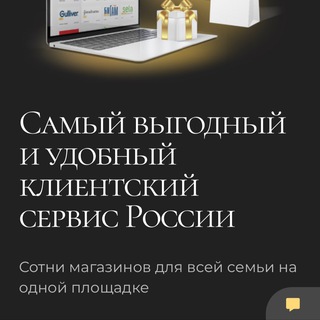 Gulliver
Самый выгодный
и удобный
клиентский
сервис России
Сотни магазинов для всей семьи на
одной площадке